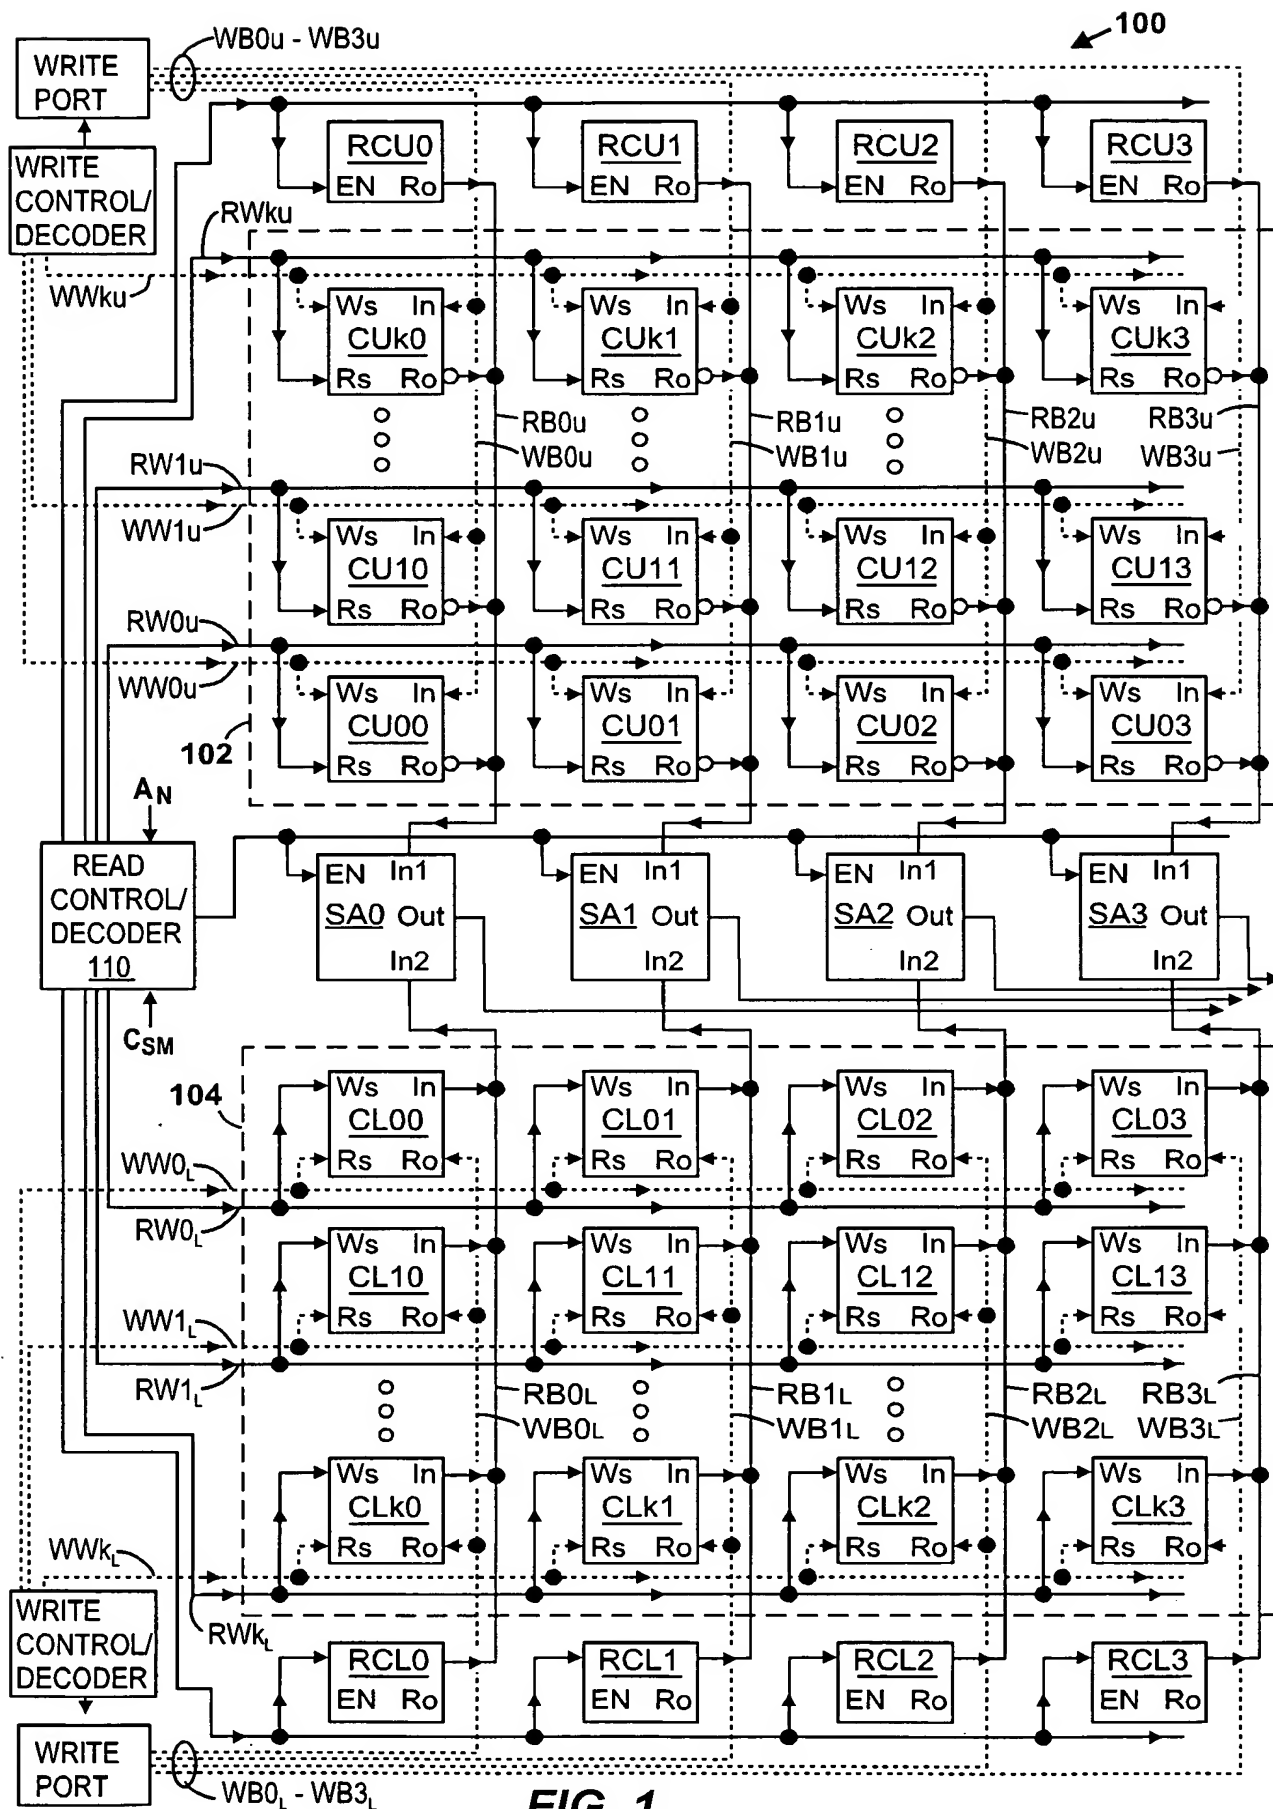 WB0u - WB3u
100
WRITE
PORT
WRITE
CONTROL/
DECODER
RCU0
EN Ro
RCU1
EN Ro
RCU2
EN Ro
RCU3
EN Ro
RWku
WWku
Ws In
CUk0
Rs Ro
Ws In
CUk1
Rs Ro
Ws In
CUk2
Rs Ro
Ws In
CUk3
Rs Ro
RB0u
WB0u
RB1u
WB1u
RB2u
WB2u
RB3u
WB3u
RW1u
WW1u
Ws In
CU10
Rs Ro
Ws In
CU11
Rs Ro
Ws In
CU12
Rs Ro
Ws In
CU13
Rs Ro
RW0u
WW0u
Ws In
CU00
Rs Ro
Ws In
CU01
Rs Ro
Ws In
CU02
Rs Ro
Ws In
CU03
Rs Ro
102
AN
READ
CONTROL/
DECODER
110
CSM
In1
EN
SA0 Out
In2
In1
EN
SA1 Out
In2
In1
EN
SA2 Out
In2
In1
EN
SA3 Out
In2
104
Ws In
CL00
Rs Ro
Ws In
CL01
Rs Ro
Ws In
CL02
Rs Ro
Ws In
CL03
Rs Ro
WW0L
RW0L
Ws In
CL10
Rs Ro
Ws In
CL11
Rs Ro
Ws In
CL12
Rs Ro
Ws In
CL13
Rs Ro
WW1L
RW1L
RB0L
WB0L
RB1L
WB1L
RB2L
WB2L
RB3L
WB3L
Ws In
CLk0
Rs Ro
Ws In
CLk1
Rs Ro
Ws In
CLk2
Rs Ro
Ws In
CLk3
Rs Ro
WWkL
RWkL
WRITE
CONTROL/
DECODER
RCL0
EN Ro
RCL1
EN Ro
RCL2
EN Ro
RCL3
EN Ro
WRITE
PORT
WB0L - WB3L
FIG. 1